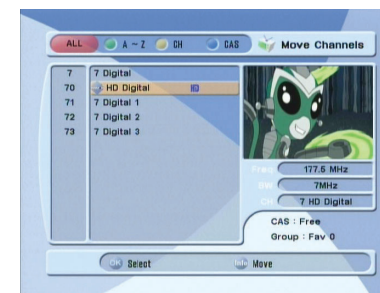 ALL A ~ Z CH CAS Move Channels
7 7 Digital
70 HD Digital HD
71 7 Digital 1
72 7 Digital 2
73 7 Digital 3
Freq 177.5 MHz
BW 7MHz
CH 7 HD Digital
CAS : Free
Group : Fav 0
OK Select Info Move